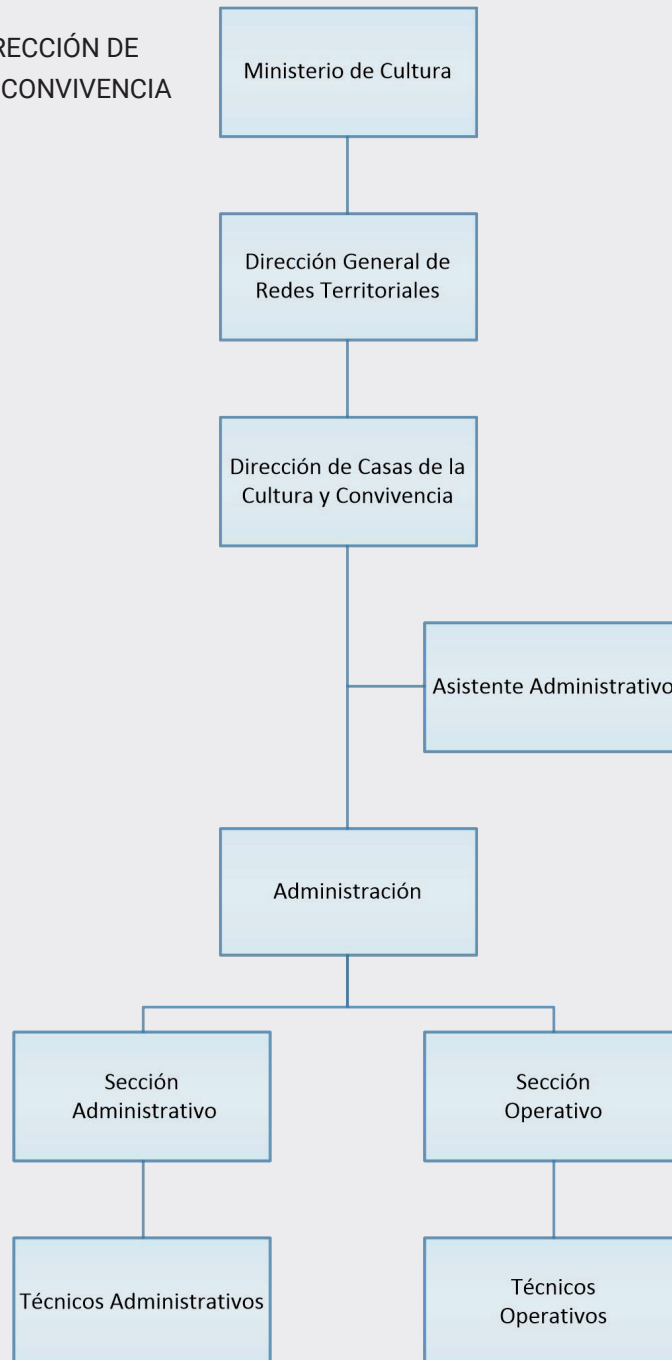 RECCIÓN DE
CONVIVENCIA
Ministerio de Cultura
Dirección General de
Redes Territoriales
Dirección de Casas de la
Cultura y Convivencia
Asistente Administrativo
Administración
Sección
Administrativo
Sección
Operativo
Técnicos Administrativos
Técnicos
Operativos